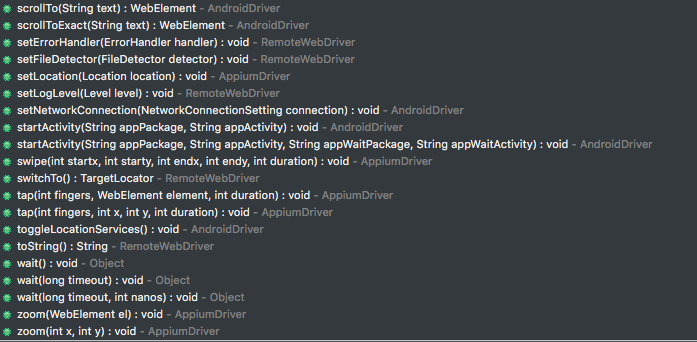 scrollTo(String text) : WebElement - AndroidDriver
scrollToExact(String text) : WebElement - AndroidDriver
setErrorHandler(ErrorHandler handler) : void - RemoteWebDriver
setFileDetector(FileDetector detector) : void - RemoteWebDriver
setLocation(Location location) : void - AppiumDriver
setLogLevel(Level level) : void - RemoteWebDriver
setNetworkConnection(NetworkConnectionSetting connection) : void - AndroidDriver
startActivity(String appPackage, String appActivity) : void - AndroidDriver
startActivity(String appPackage, String appActivity, String appWaitPackage, String appWaitActivity) : void - AndroidDriver
swipe(int startx, int starty, int endx, int endy, int duration) : void - AppiumDriver
switchTo() : TargetLocator - RemoteWebDriver
tap(int fingers, WebElement element, int duration) : void - AppiumDriver
tap(int fingers, int x, int y, int duration) : void - AppiumDriver
toggleLocationServices() : void - AndroidDriver
toString() : String - RemoteWebDriver
wait() : void - Object
wait(long timeout) : void - Object
wait(long timeout, int nanos) : void - Object
zoom(WebElement el) : void - AppiumDriver
zoom(int x, int y) : void - AppiumDriver